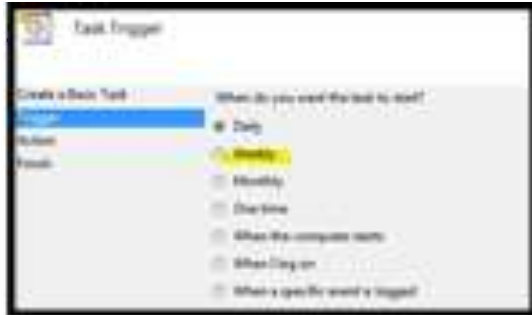 Task Trigger
Create a Basic Task
When do you want the task to start?
Trigger
Daily
Action
Weekly
Finish
Monthly
One time
When the computer starts
When I log on
When a specific event is logged